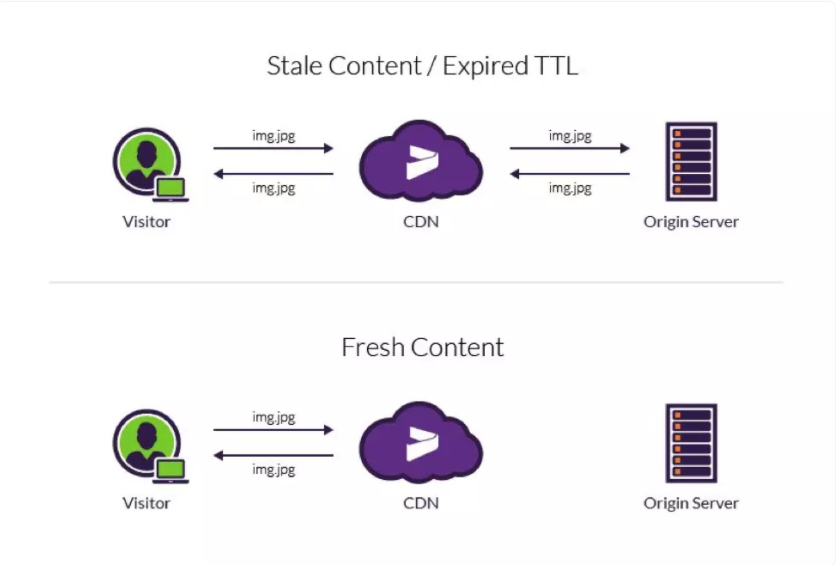 Stale Content / Expired TTL
img.jpg
img.jpg
img.jpg
img.jpg
Visitor
CDN
Origin Server
Fresh Content
img.jpg
img.jpg
Visitor
CDN
Origin Server